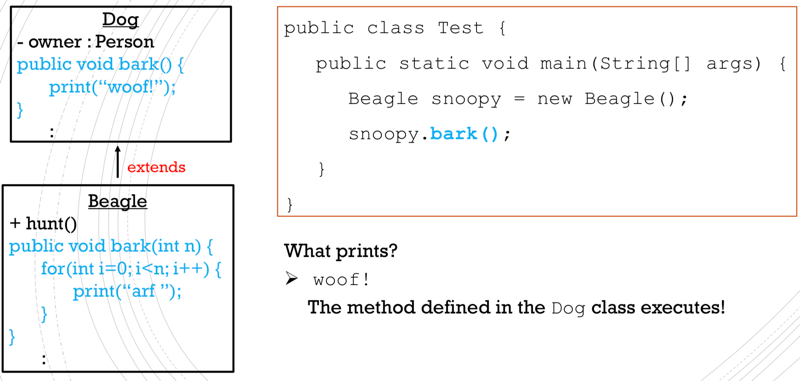 Dog
- owner : Person
public void bark() {
print(“woof!”);
}
:
extends
Beagle
+ hunt()
public void bark(int n) {
for(int i=0; i<n; i++) {
print(“arf ”);
}
}
:
public class Test {
public static void main(String[] args) {
Beagle snoopy = new Beagle();
snoopy.bark();
}
}
What prints?
➢ woof!
The method defined in the Dog class executes!